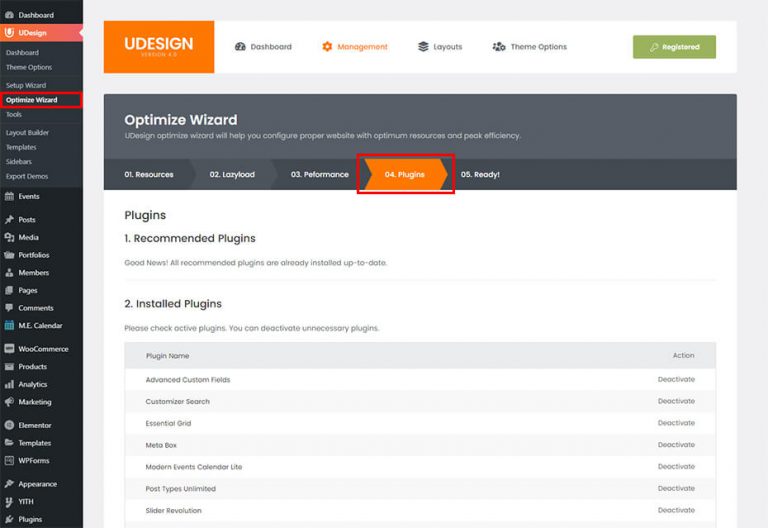 Dashboard
UDesign
Dashboard
Theme Options
Setup Wizard
Optimize Wizard
Tools
Layout Builder
Templates
Sidebars
Export Demos
Events
Posts
Media
Portfolios
Members
Pages
Comments
M.E. Calendar
WooCommerce
Products
Analytics
Marketing
Elementor
Templates
WPForms
Appearance
YITH
Plugins
UDESIGN
VERSION 4.0
Dashboard
Management
Layouts
Theme Options
Registered
Optimize Wizard
UDesign optimize wizard will help you configure proper website with optimum resources and peak efficiency.
01. Resources
02. Lazyload
03. Peformance
04. Plugins
05. Ready!
Plugins
1. Recommended Plugins
Good News! All recommended plugins are already installed up-to-date.
2. Installed Plugins
Please check active plugins. You can deactivate unnecessary plugins.
Plugin Name Action
Advanced Custom Fields Deactivate
Customizer Search Deactivate
Essential Grid Deactivate
Meta Box Deactivate
Modern Events Calendar Lite Deactivate
Post Types Unlimited Deactivate
Slider Revolution Deactivate